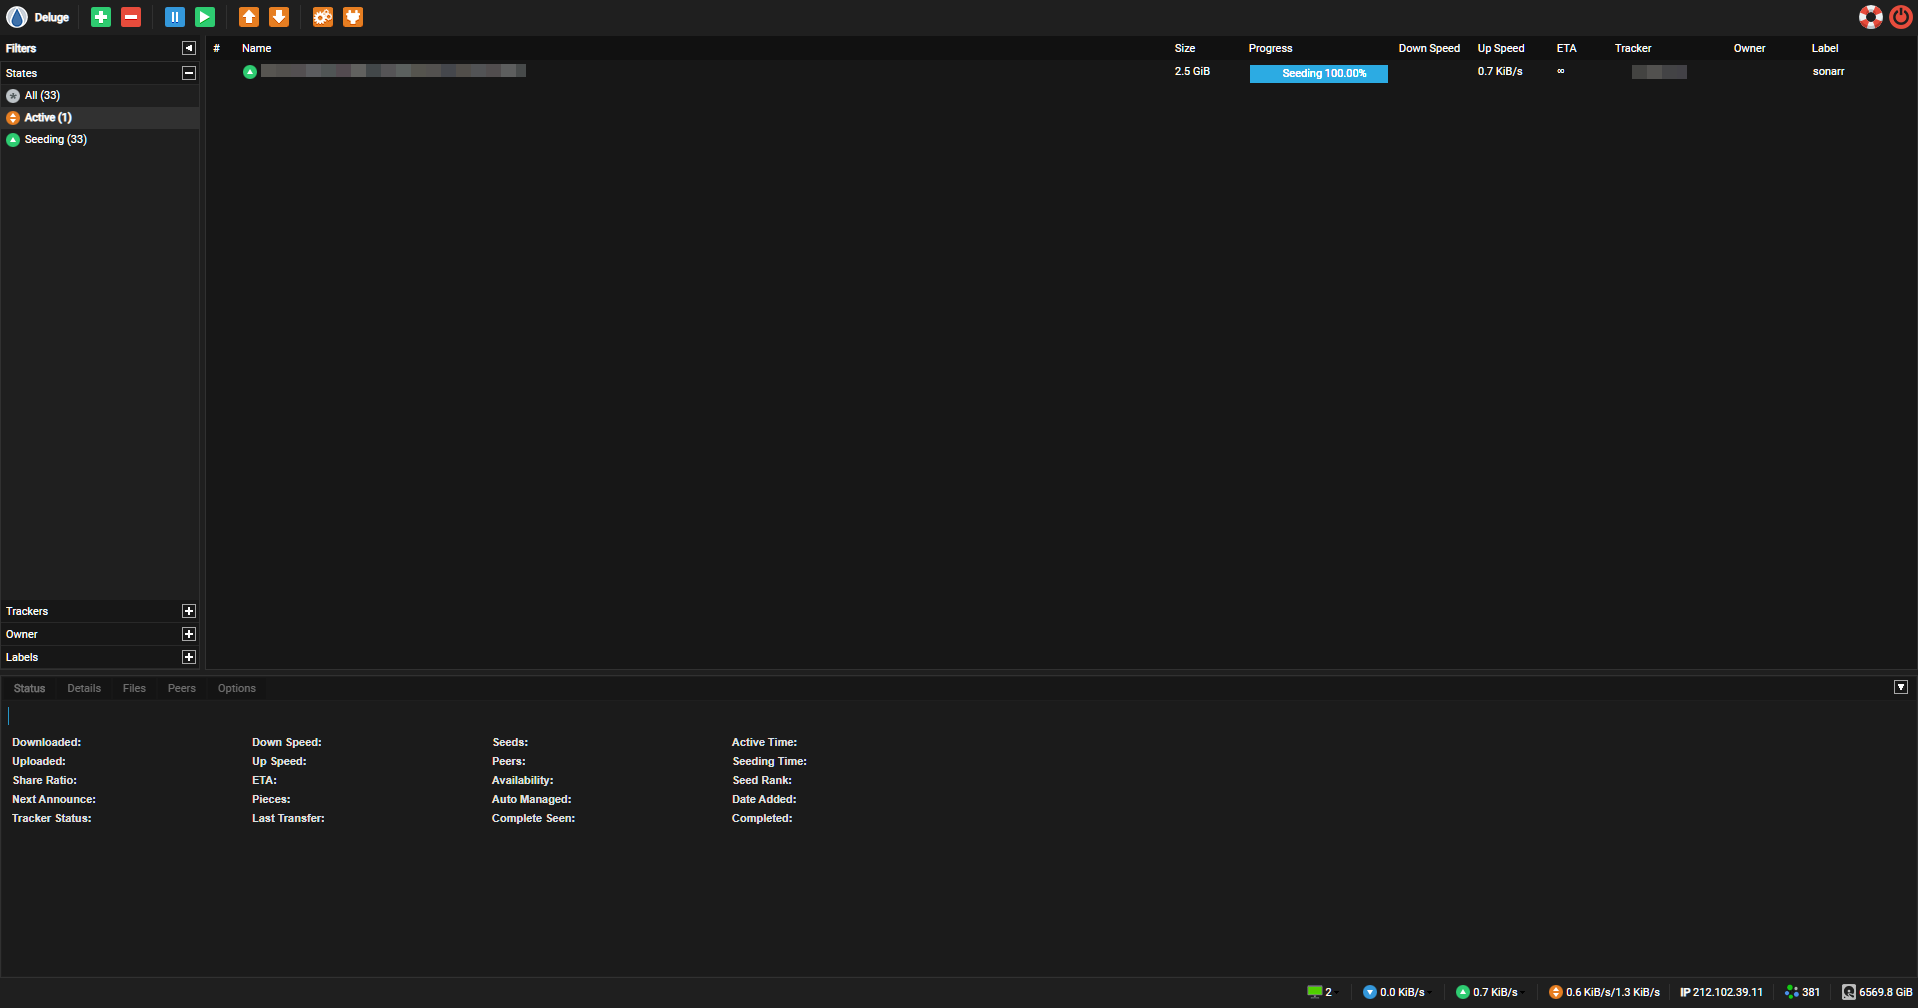 Deluge
Filters
States
All (33)
Active (1)
Seeding (33)
Trackers
Owner
Labels
# Name Size Progress Down Speed Up Speed ETA Tracker Owner Label
2.5 GiB Seeding 100.00% 0.7 KiB/s ∞ sonarr
Status Details Files Peers Options
Downloaded: Down Speed: Seeds: Active Time:
Uploaded: Up Speed: Peers: Seeding Time:
Share Ratio: ETA: Availability: Seed Rank:
Next Announce: Pieces: Auto Managed: Date Added:
Tracker Status: Last Transfer: Complete Seen: Completed:
2 0.0 KiB/s 0.7 KiB/s 0.6 KiB/s/1.3 KiB/s IP 212.102.39.11 381 6569.8 GiB